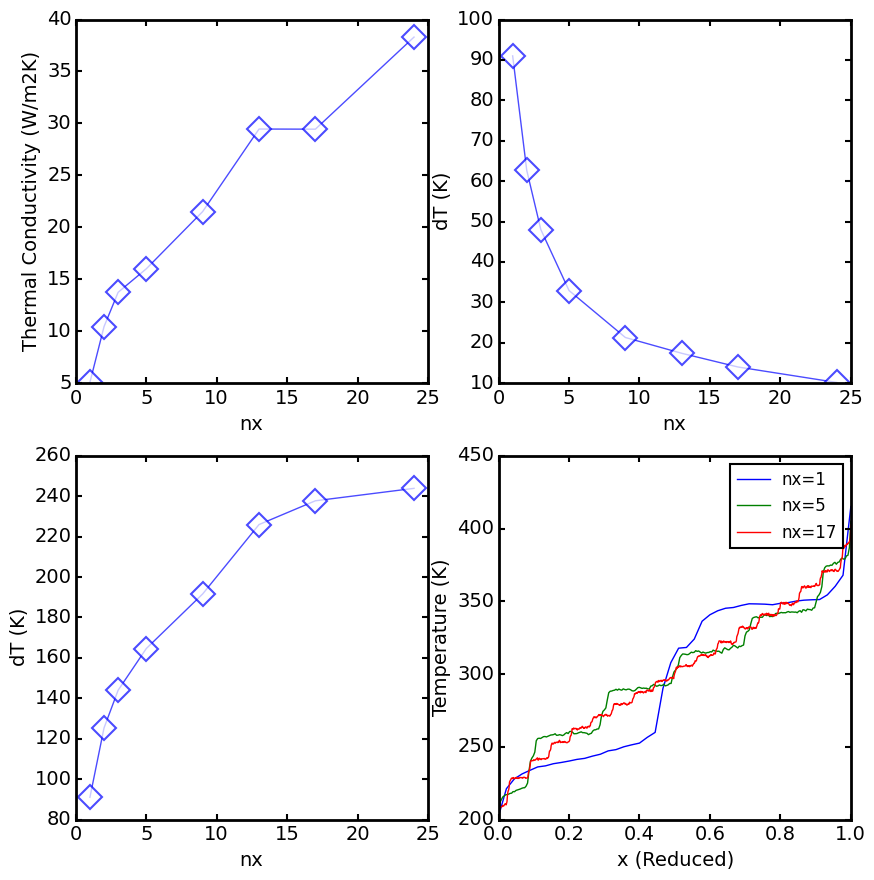 Thermal Conductivity (W/m2K)
40
35
30
25
20
15
10
5
0 5 10 15 20 25
nx
dT (K)
100
90
80
70
60
50
40
30
20
10
0 5 10 15 20 25
nx
dT (K)
260
240
220
200
180
160
140
120
100
80
0 5 10 15 20 25
nx
Temperature (K)
450
400
350
300
250
200
0.0 0.2 0.4 0.6 0.8 1.0
x (Reduced)
nx=1
nx=5
nx=17